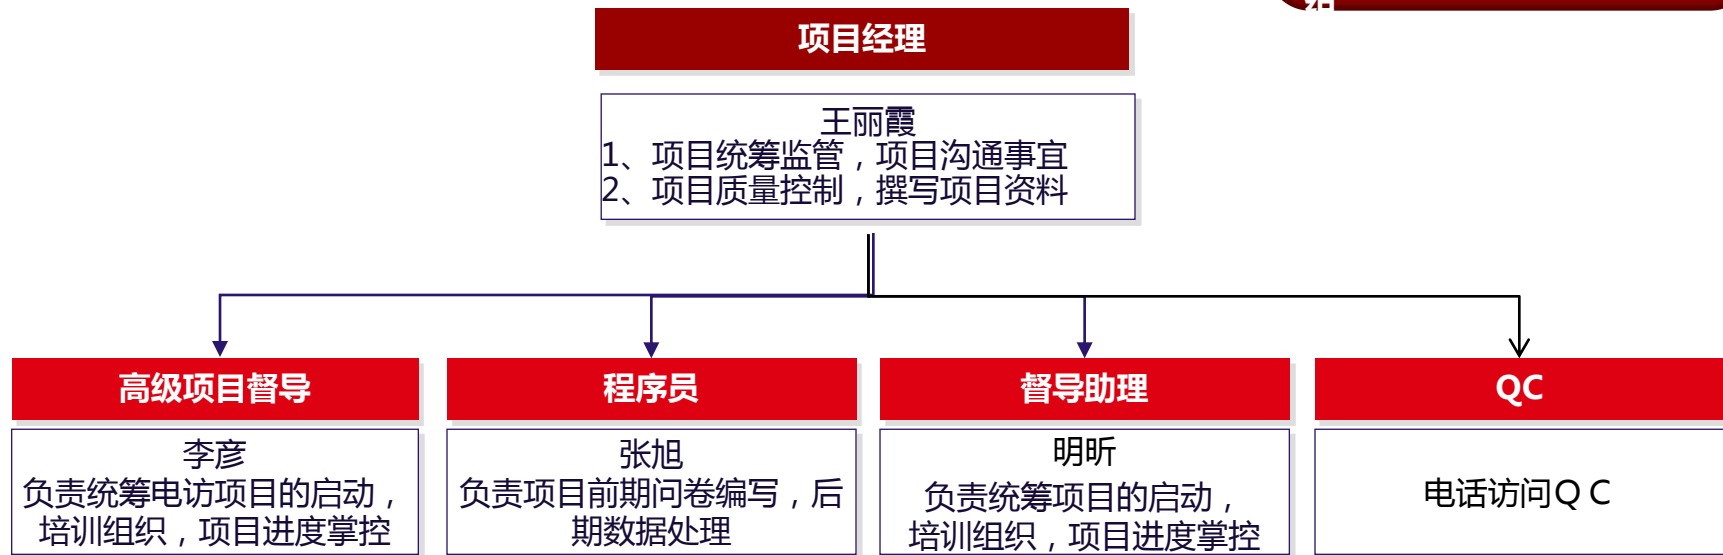 项目经理
王丽霞
1、项目统筹监管，项目沟通事宜
2、项目质量控制，撰写项目资料
高级项目督导
李彦
负责统筹电访项目的启动，
培训组织，项目进度掌控
程序员
张旭
负责项目前期问卷编写，后
期数据处理
督导助理
明昕
负责统筹项目的启动，
培训组织，项目进度掌控
QC
电话访问Q C